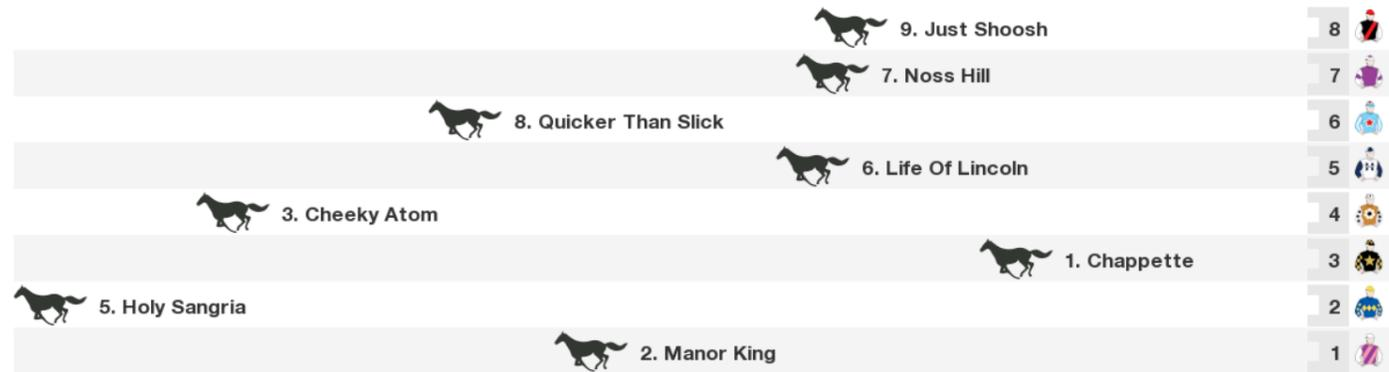 9. Just Shoosh 8
7. Noss Hill 7
8. Quicker Than Slick 6
6. Life Of Lincoln 5
3. Cheeky Atom 4
1. Chappette 3
5. Holy Sangria 2
2. Manor King 1